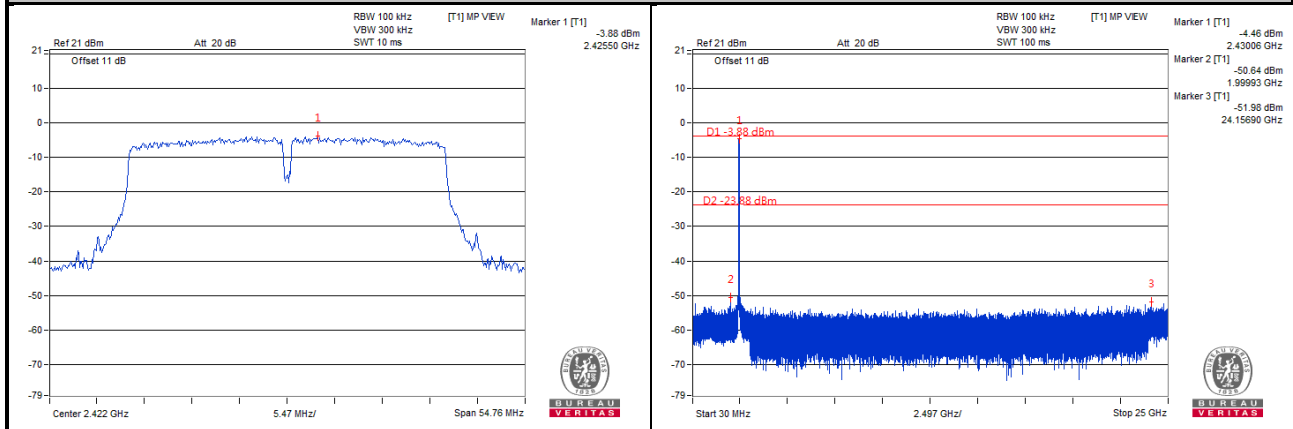 RBW 100 kHz
VBW 300 kHz
SWT 10 ms
[T1] MP VIEW
Marker 1 [T1]
-3.88 dBm
2.42550 GHz
Ref 21 dBm
Att 20 dB
21
Offset 11 dB
10
0
-10
-20
-30
-40
-50
-60
-70
-79
1
Center 2.422 GHz
5.47 MHz/
Span 54.76 MHz
BUREAU VERITAS
1828
BUREAU
VERITAS
RBW 100 kHz
VBW 300 kHz
SWT 100 ms
[T1] MP VIEW
Marker 1 [T1]
-4.46 dBm
2.43006 GHz
Marker 2 [T1]
-50.64 dBm
1.99993 GHz
Marker 3 [T1]
-51.98 dBm
24.15690 GHz
Ref 21 dBm
Att 20 dB
21
Offset 11 dB
10
0
-10
-20
-30
-40
-50
-60
-70
-79
1
D1 -3.88 dBm
D2 -23.88 dBm
2
3
Start 30 MHz
2.497 GHz/
Stop 25 GHz
BUREAU VERITAS
1828
BUREAU
VERITAS